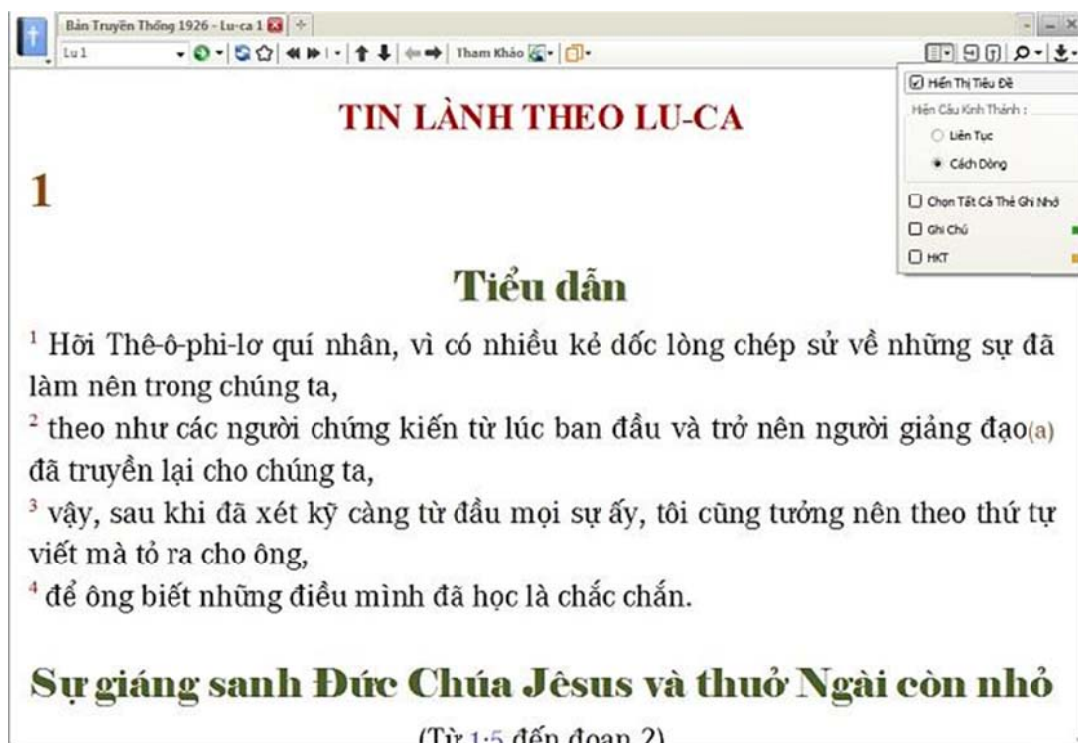 Bản Truyền Thống 1926 - Lu-ca 1
Lu 1
Tham Khảo
Hiển Thị Tiêu Đề
Hiện Câu Kinh Thánh :
Liên Tục
Cách Dòng
Chọn Tất Cả Thẻ Ghi Nhớ
Ghi Chú
HKT
TIN LÀNH THEO LU-CA
1
Tiểu dẫn
1 Hỡi Thê-ô-phi-lơ quí nhân, vì có nhiều kẻ dốc lòng chép sử về những sự đã
làm nên trong chúng ta,
2 theo như các người chứng kiến từ lúc ban đầu và trở nên người giảng đạo(a)
đã truyền lại cho chúng ta,
3 vậy, sau khi đã xét kỹ càng từ đầu mọi sự ấy, tôi cũng tưởng nên theo thứ tự
viết mà tỏ ra cho ông,
4 để ông biết những điều mình đã học là chắc chắn.
Sự giáng sanh Đức Chúa Jêsus và thuở Ngài còn nhỏ
(Từ 1:5 đến đoạn 2)